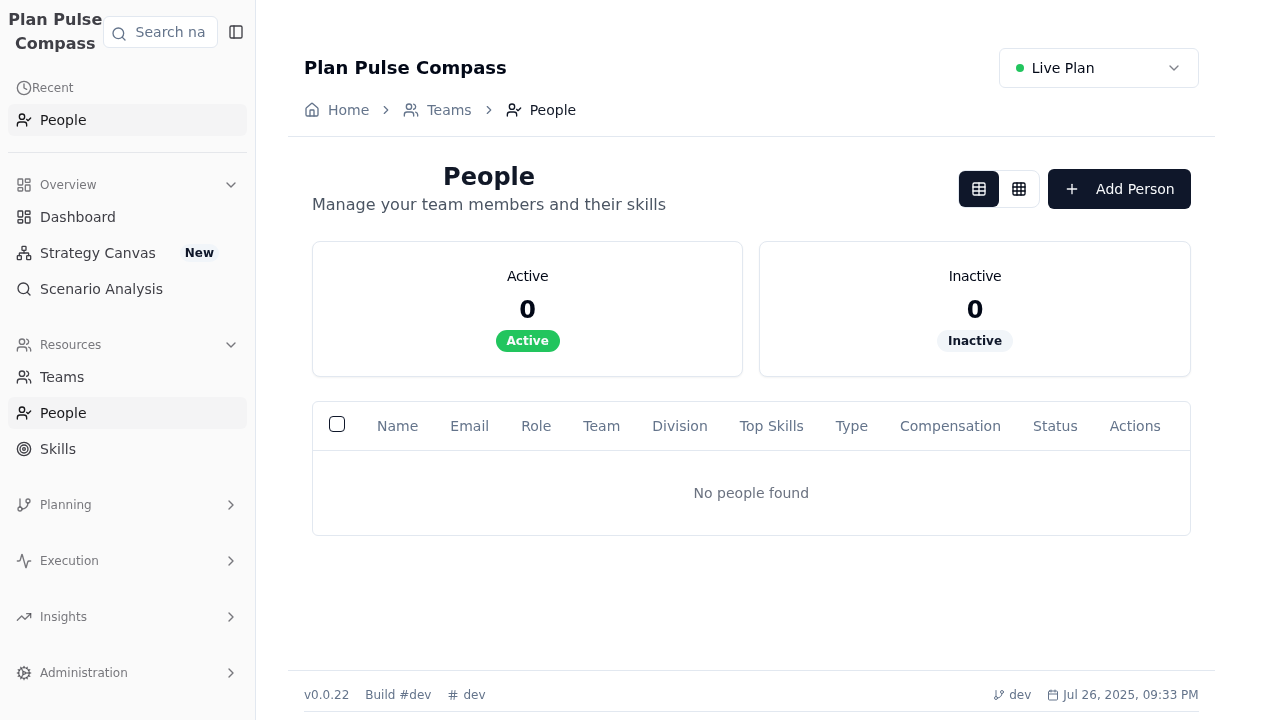 Plan Pulse
Compass
Search na
Recent
People
Overview
Dashboard
Strategy Canvas New
Scenario Analysis
Resources
Teams
People
Skills
Planning
Execution
Insights
Administration
Plan Pulse Compass
Live Plan
Home Teams People
People
Manage your team members and their skills
Add Person
Active
0
Active
Inactive
0
Inactive
Name Email Role Team Division Top Skills Type Compensation Status Actions
No people found
v0.0.22 Build #dev # dev
dev Jul 26, 2025, 09:33 PM